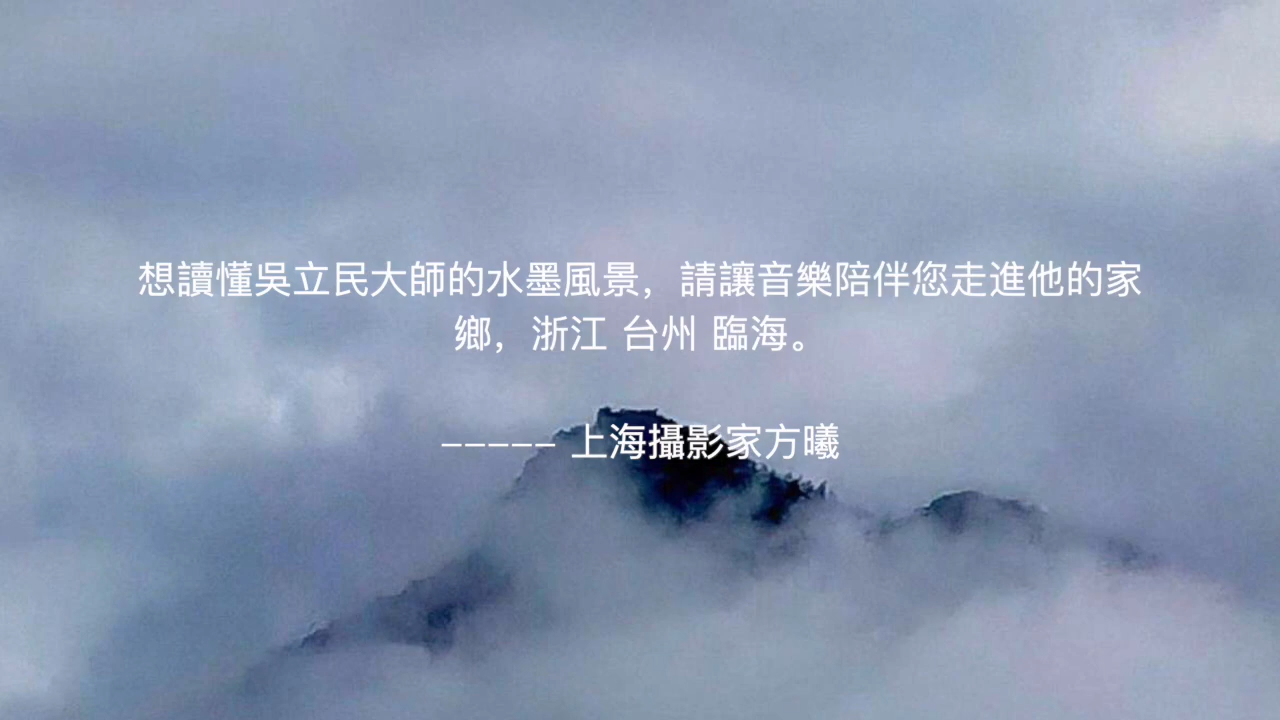 想讀懂吳立民大師的水墨風景，請讓音樂陪伴您走進他的家
鄉，浙江 台州 臨海。
----- 上海攝影家方曦